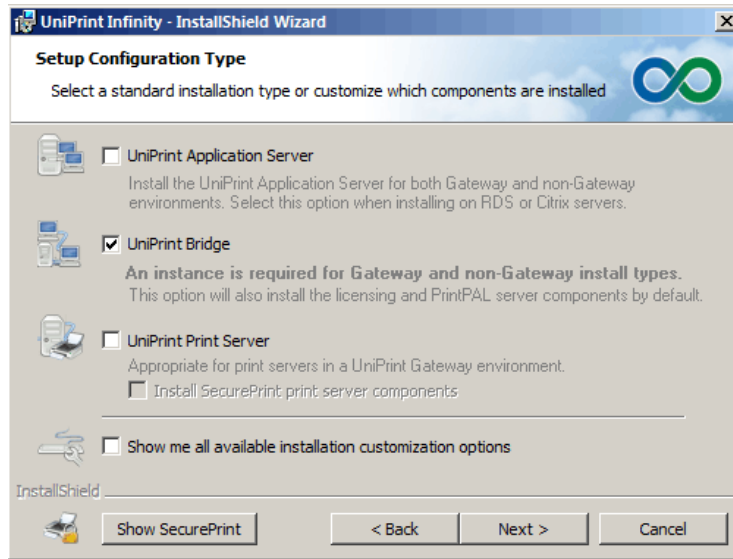 UniPrint Infinity - InstallShield Wizard
Setup Configuration Type
Select a standard installation type or customize which components are installed
UniPrint Application Server
Install the UniPrint Application Server for both Gateway and non-Gateway
environments. Select this option when installing on RDS or Citrix servers.
UniPrint Bridge
An instance is required for Gateway and non-Gateway install types.
This option will also install the licensing and PrintPAL server components by default.
UniPrint Print Server
Appropriate for print servers in a UniPrint Gateway environment.
Install SecurePrint print server components
Show me all available installation customization options
InstallShield
Show SecurePrint
< Back
Next >
Cancel